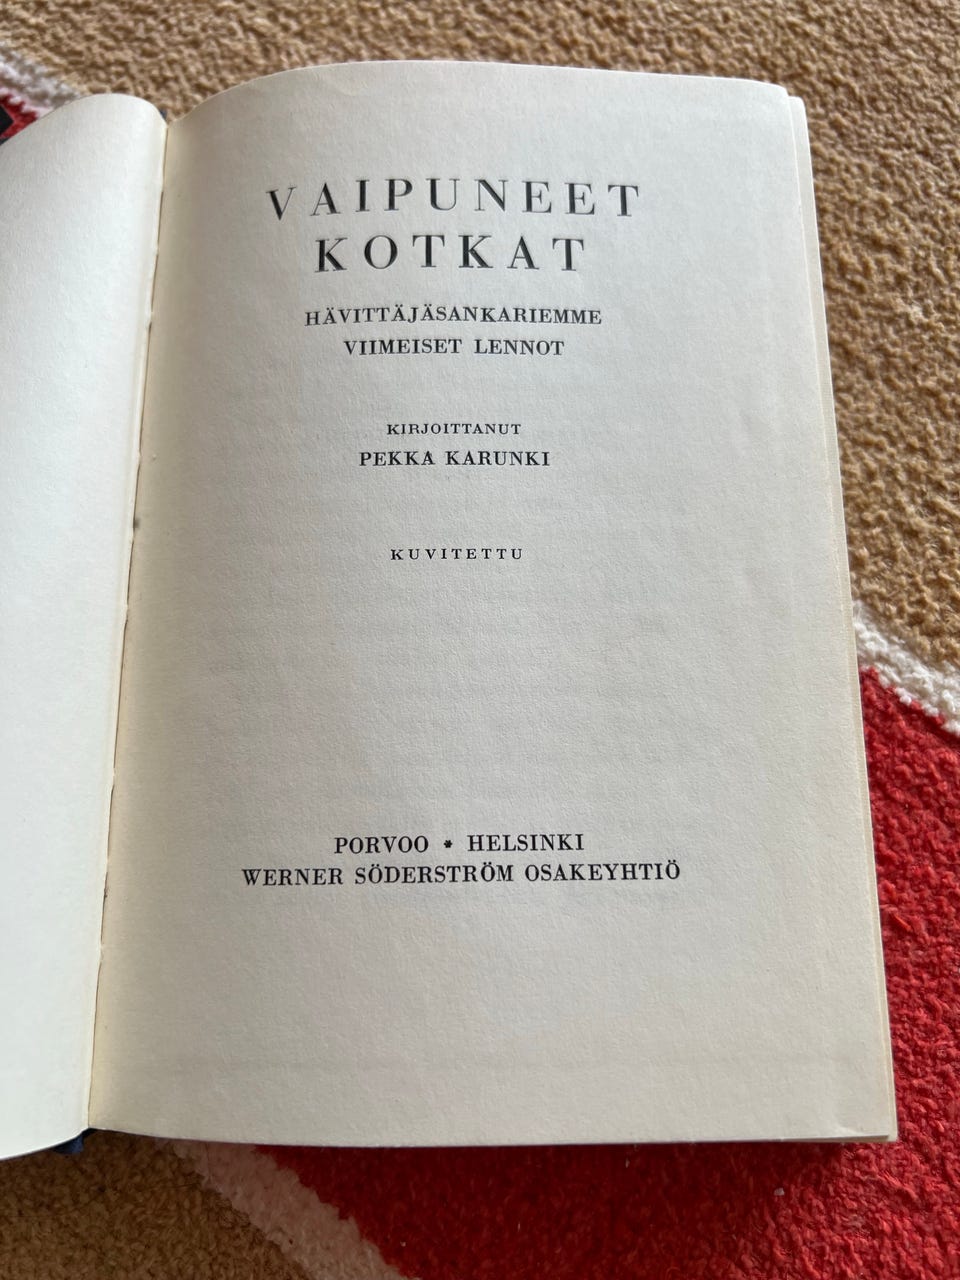 VAIPUNEET
KOTKAT
HÄVITTÄJÄSANKARIEMME
VIIMEISET LENNOT
KIRJOITTANUT
PEKKA KARUNKI
KUVITETTU
PORVOO * HELSINKI
WERNER SÖDERSTRÖM OSAKEYHTIÖ